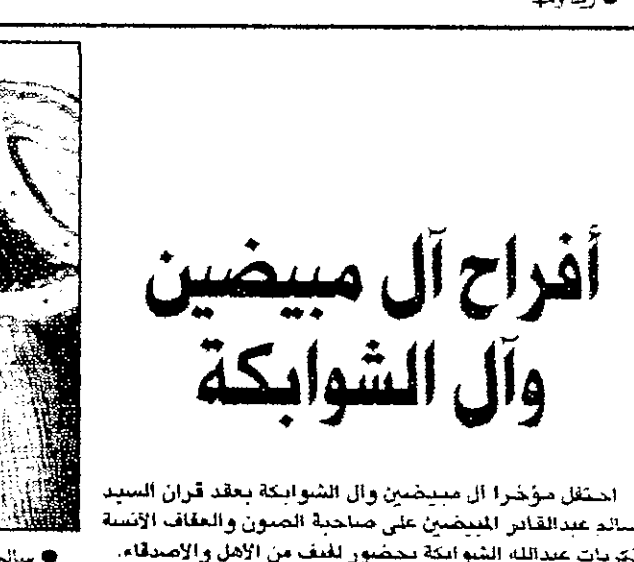 أفراح آل مبيضين
وآل الشوابكة
احتفل مؤخرا آل مبيضين وآل الشوابكة بعقد قران السيد
سالم عبدالقادر المبيضين على صاحبة الصون والعفاف الآنسة
ذكريات عبدالله الشوابكة بحضور لفيف من الأهل والأصدقاء.